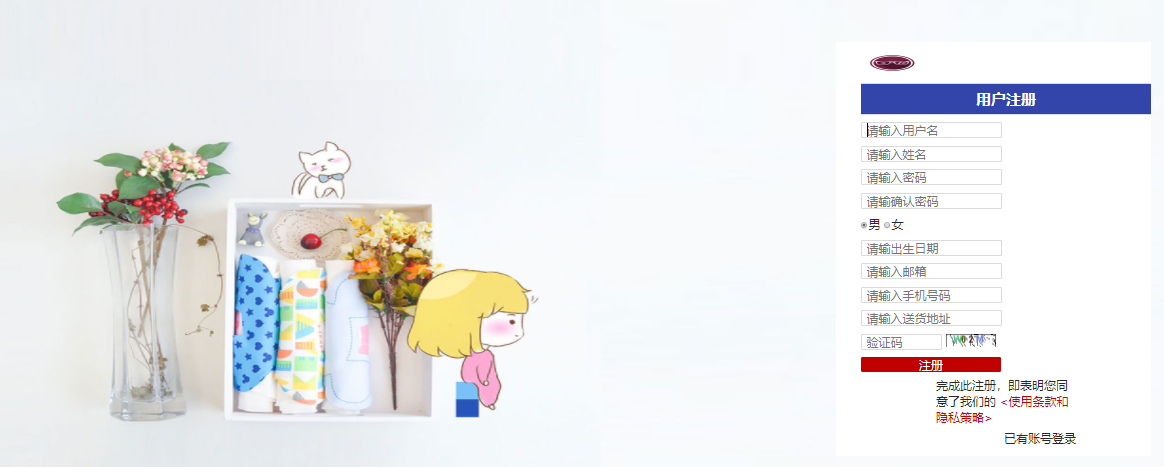 用户注册
请输入用户名
请输入姓名
请输入密码
请输确认密码
男 女
请输出生日期
请输入邮箱
请输入手机号码
请输入送货地址
验证码
注册
完成此注册，即表明您同
意了我们的 <使用条款和
隐私策略>
已有账号登录